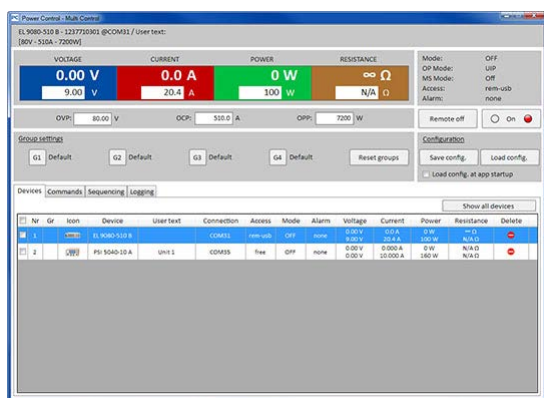 Power Control - Multi Control
EL 9080-510 B - 1237710301 @COM31 / User text:
[80V - 510A - 7200W]
VOLTAGE CURRENT POWER RESISTANCE
0.00 V 0.0 A 0 W ∞ Ω
9.00 V 20.4 A 100 W N/A Ω
Mode: OFF
OP Mode: UIP
MS Mode: Off
Access: rem-usb
Alarm: none
OVP: 80.00 V OCP: 510.0 A OPP: 7200 W
Remote off On
Group settings
G1 Default G2 Default G3 Default G4 Default Reset groups
Configuration
Save config. Load config.
Load config. at app startup
Devices Commands Sequencing Logging
Show all devices
Nr Gr Icon Device User text Connection Access Mode Alarm Voltage Current Power Resistance Delete
1 EL 9080-510 B COM31 rem-usb OFF none 0.00 V 0.0 A 0 W ∞ Ω
9.00 V 20.4 A 100 W N/A Ω
2 PSI 5040-10 A Unit 1 COM35 free OFF none 0.00 V 0.000 A 0 W N/A Ω
0.00 V 10.000 A 160 W N/A Ω